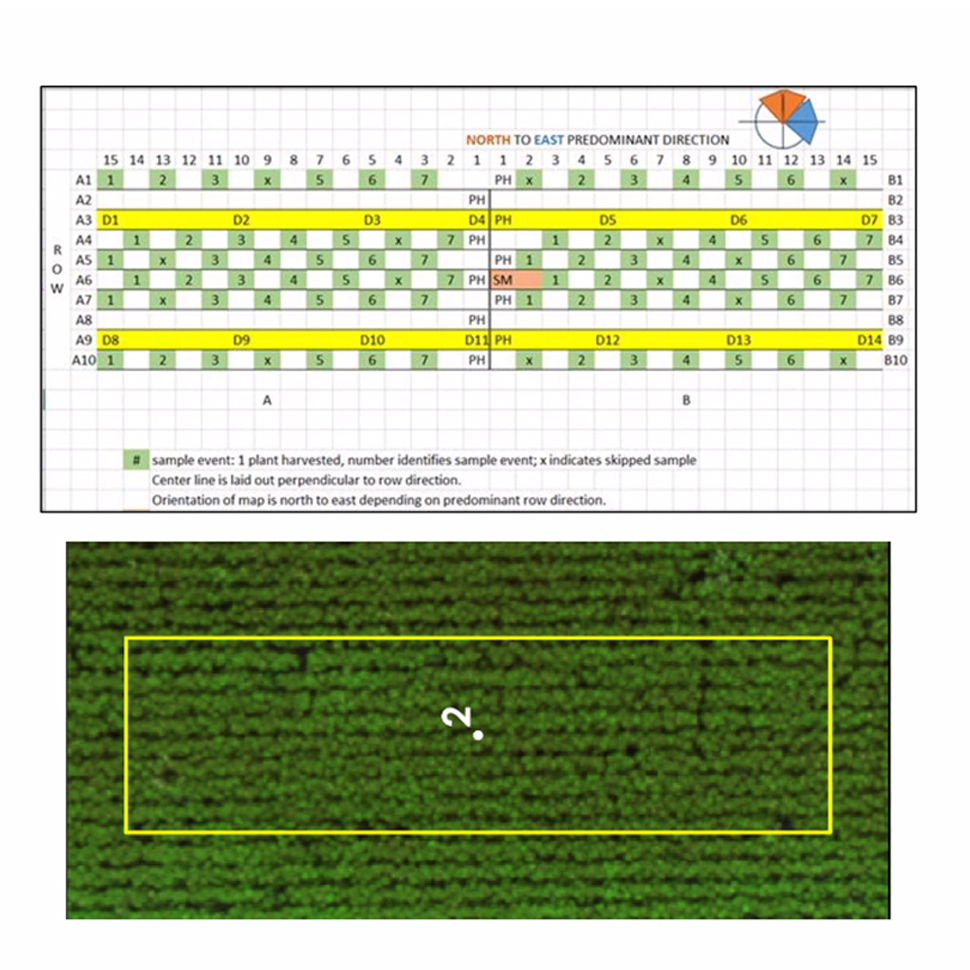 NORTH TO EAST PREDOMINANT DIRECTION
15 14 13 12 11 10 9 8 7 6 5 4 3 2 1 1 2 3 4 5 6 7 8 9 10 11 12 13 14 15
A1 1 2 3 x 5 6 7 PH x 2 3 4 5 6 x B1
A2 PH B2
A3 D1 D2 D3 D4 PH D5 D6 D7 B3
A4 1 2 3 4 5 x 7 PH 1 2 x 4 5 6 7 B4
A5 1 x 3 4 5 6 7 PH 1 2 3 4 x 6 7 B5
A6 1 2 3 4 5 x 7 PH SM 1 2 x 4 5 6 7 B6
A7 1 x 3 4 5 6 7 PH 1 2 3 4 x 6 7 B7
A8 PH B8
A9 D8 D9 D10 D11 PH D12 D13 D14 B9
A10 1 2 3 x 5 6 7 PH x 2 3 4 5 6 x B10
ROW
A B
# sample event: 1 plant harvested, number identifies sample event; x indicates skipped sample
Center line is laid out perpendicular to row direction.
Orientation of map is north to east depending on predominant row direction.
2